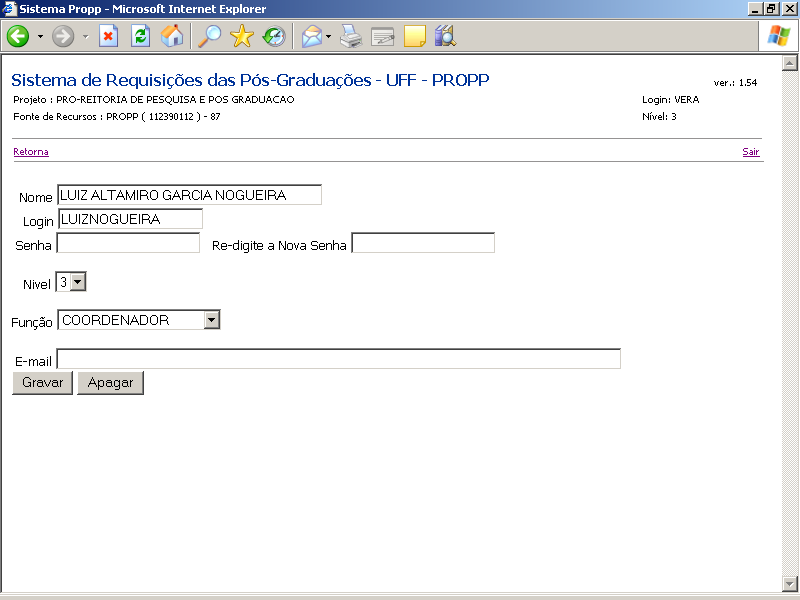 Sistema Propp - Microsoft Internet Explorer
Sistema de Requisições das Pós-Graduações - UFF - PROPP
ver.: 1.54
Projeto : PRO-REITORIA DE PESQUISA E POS GRADUACAO
Login: VERA
Fonte de Recursos : PROPP ( 112390112 ) - 87
Nível: 3
Retorna
Sair
Nome LUIZ ALTAMIRO GARCIA NOGUEIRA
Login LUIZNOGUEIRA
Senha Re-digite a Nova Senha
Nivel 3
Função COORDENADOR
E-mail
Gravar Apagar